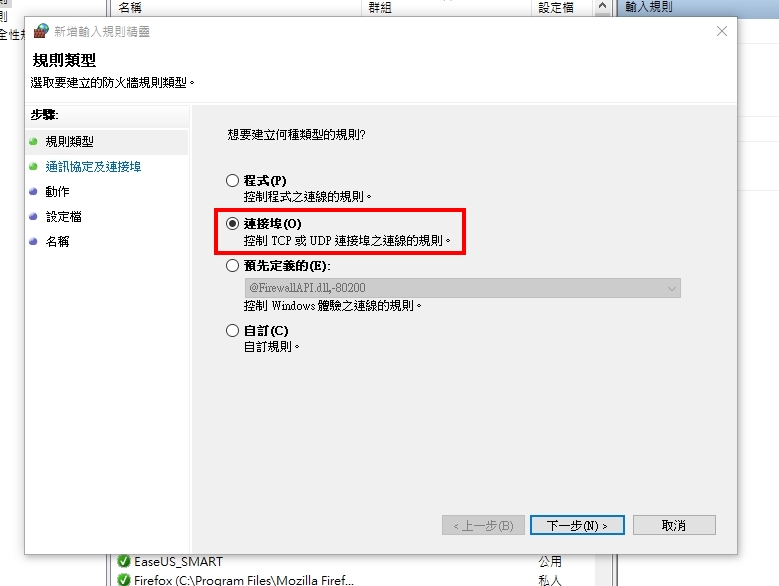 名稱 群組 設定檔 輸入規則
則
全性
新增輸入規則精靈
規則類型
選取要建立的防火牆規則類型。
步驟:
規則類型
通訊協定及連接埠
動作
設定檔
名稱
想要建立何種類型的規則?
程式(P)
控制程式之連線的規則。
連接埠(O)
控制 TCP 或 UDP 連接埠之連線的規則。
預先定義的(E):
@FirewallAPI.dll,-80200
控制 Windows 體驗之連線的規則。
自訂(C)
自訂規則。
< 上一步(B) 下一步(N) > 取消
EaseUS_SMART 公用
Firefox (C:\Program Files\Mozilla Firef... 私人